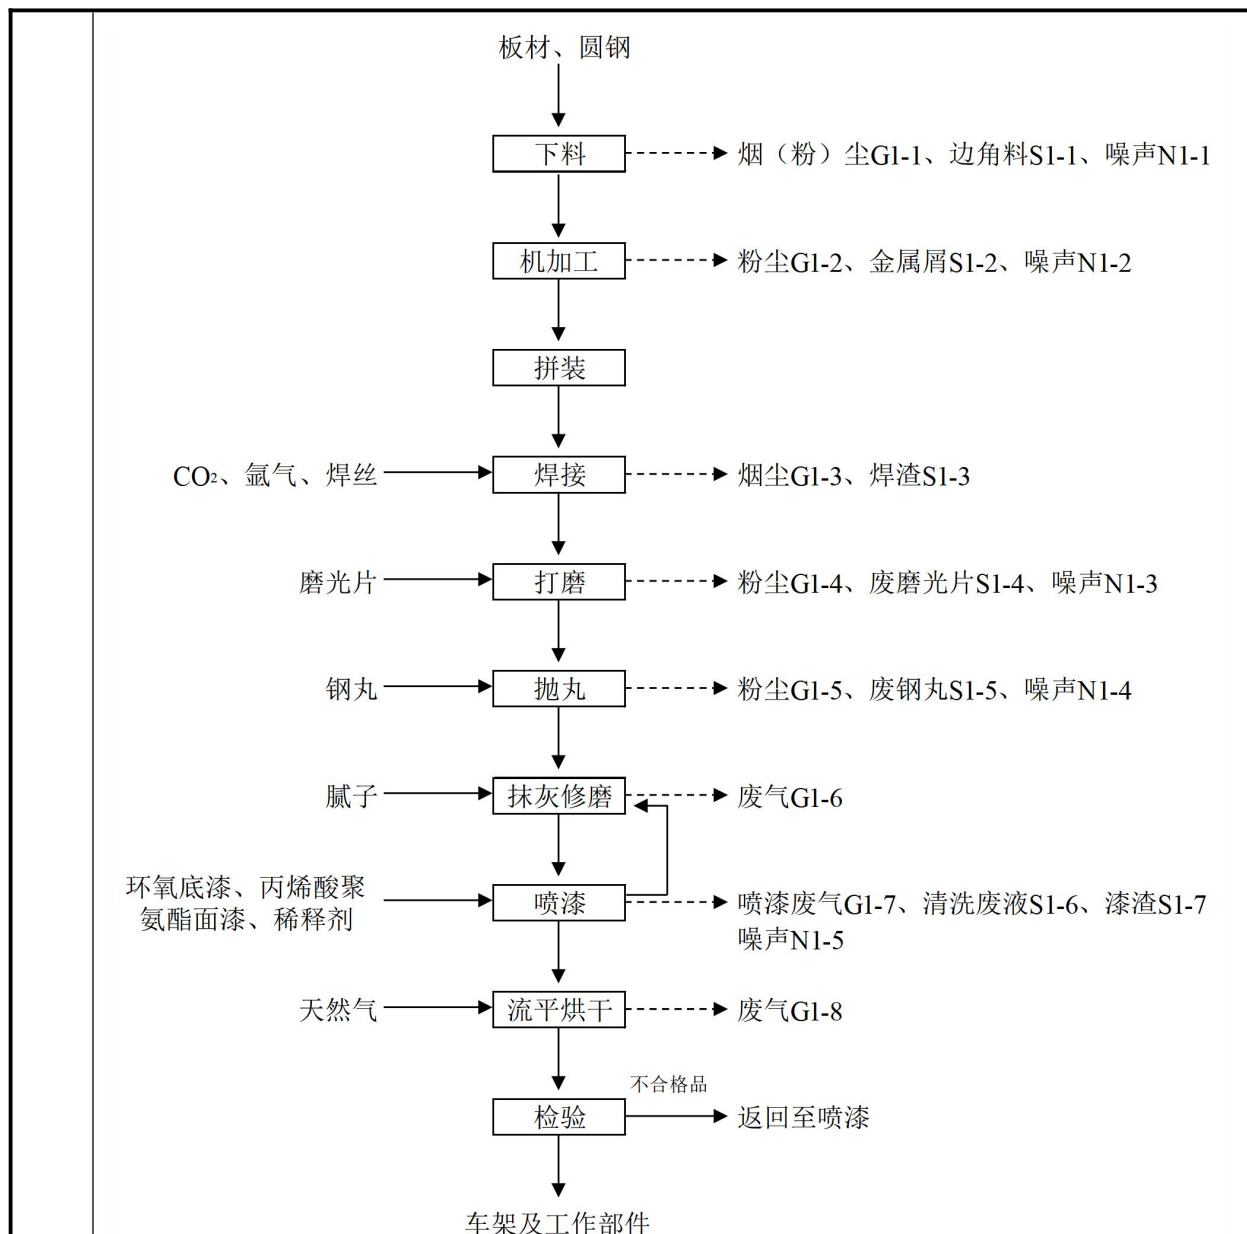 板材、圆钢
下料
烟（粉）尘G1-1、边角料S1-1、噪声N1-1
机加工
粉尘G1-2、金属屑S1-2、噪声N1-2
拼装
CO₂、氩气、焊丝
焊接
烟尘G1-3、焊渣S1-3
磨光片
打磨
粉尘G1-4、废磨光片S1-4、噪声N1-3
钢丸
抛丸
粉尘G1-5、废钢丸S1-5、噪声N1-4
腻子
抹灰修磨
废气G1-6
环氧底漆、丙烯酸聚
氨酯面漆、稀释剂
喷漆
喷漆废气G1-7、清洗废液S1-6、漆渣S1-7
噪声N1-5
天然气
流平烘干
废气G1-8
不合格品
检验
返回至喷漆
车架及工作部件